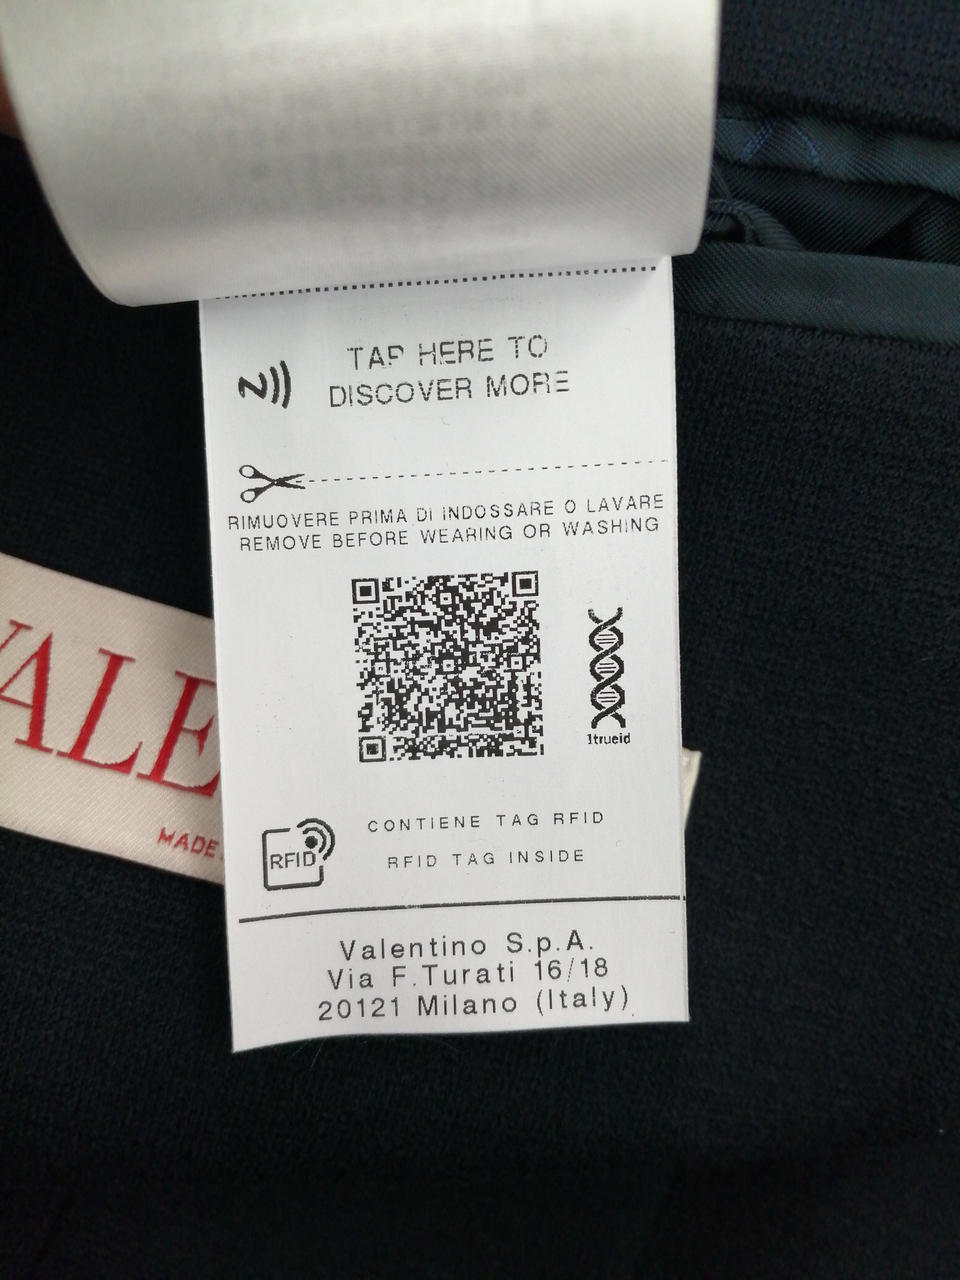 TAP HERE TO
DISCOVER MORE
RIMUOVERE PRIMA DI INDOSSARE O LAVARE
REMOVE BEFORE WEARING OR WASHING
1trueid
VALE
MADE
RFID
CONTIENE TAG RFID
RFID TAG INSIDE
Valentino S.p.A.
Via F.Turati 16/18
20121 Milano (Italy)